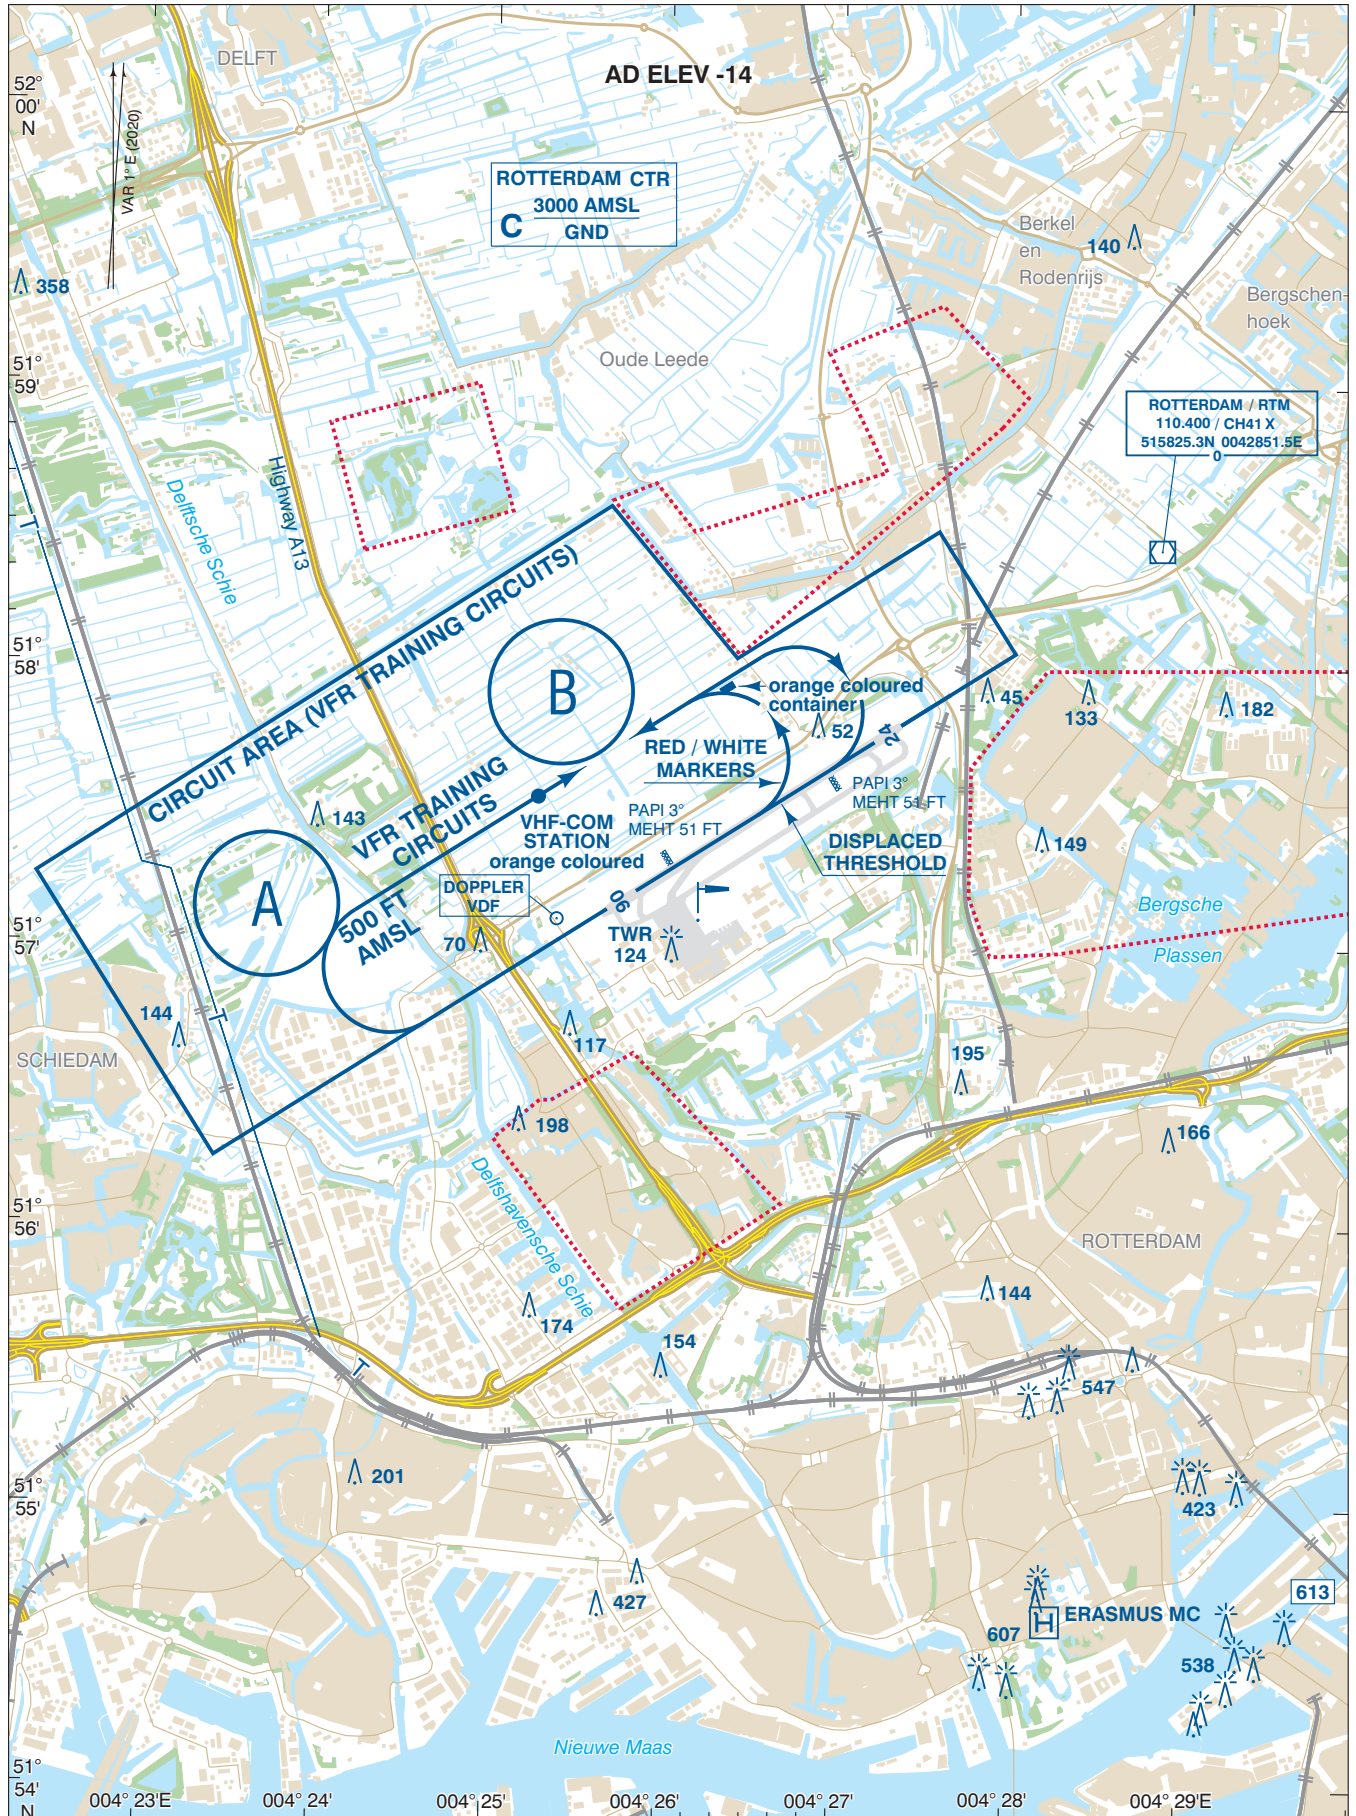 DELFT
AD ELEV -14
52°
00'
N
VAR 1° E (2020)
ROTTERDAM CTR
3000 AMSL
C
GND
Berkel
en
Rodenrijs
140
358
Bergschen-
hoek
51°
59'
Oude Leede
ROTTERDAM / RTM
110.400 / CH41 X
515825.3N 0042851.5E
0
Highway A13
Delftsche Schie
T
CIRCUIT AREA (VFR TRAINING CIRCUITS)
51°
58'
B
orange coloured
container
45
133
182
52
24
RED / WHITE
MARKERS
VFR TRAINING
CIRCUITS
PAPI 3°
MEHT 51 FT
143
VHF-COM
STATION
orange coloured
PAPI 3°
MEHT 51 FT
DISPLACED
THRESHOLD
149
DOPPLER
VDF
06
A
500 FT
AMSL
Bergsche
Plassen
51°
57'
70
TWR
124
144
T
117
SCHIEDAM
195
198
166
Delfshavensche Schie
51°
56'
ROTTERDAM
144
174
154
T
547
201
51°
55'
423
427
613
H
ERASMUS MC
607
538
Nieuwe Maas
51°
54'
N
004° 23'E
004° 24'
004° 25'
004° 26'
004° 27'
004° 28'
004° 29'E